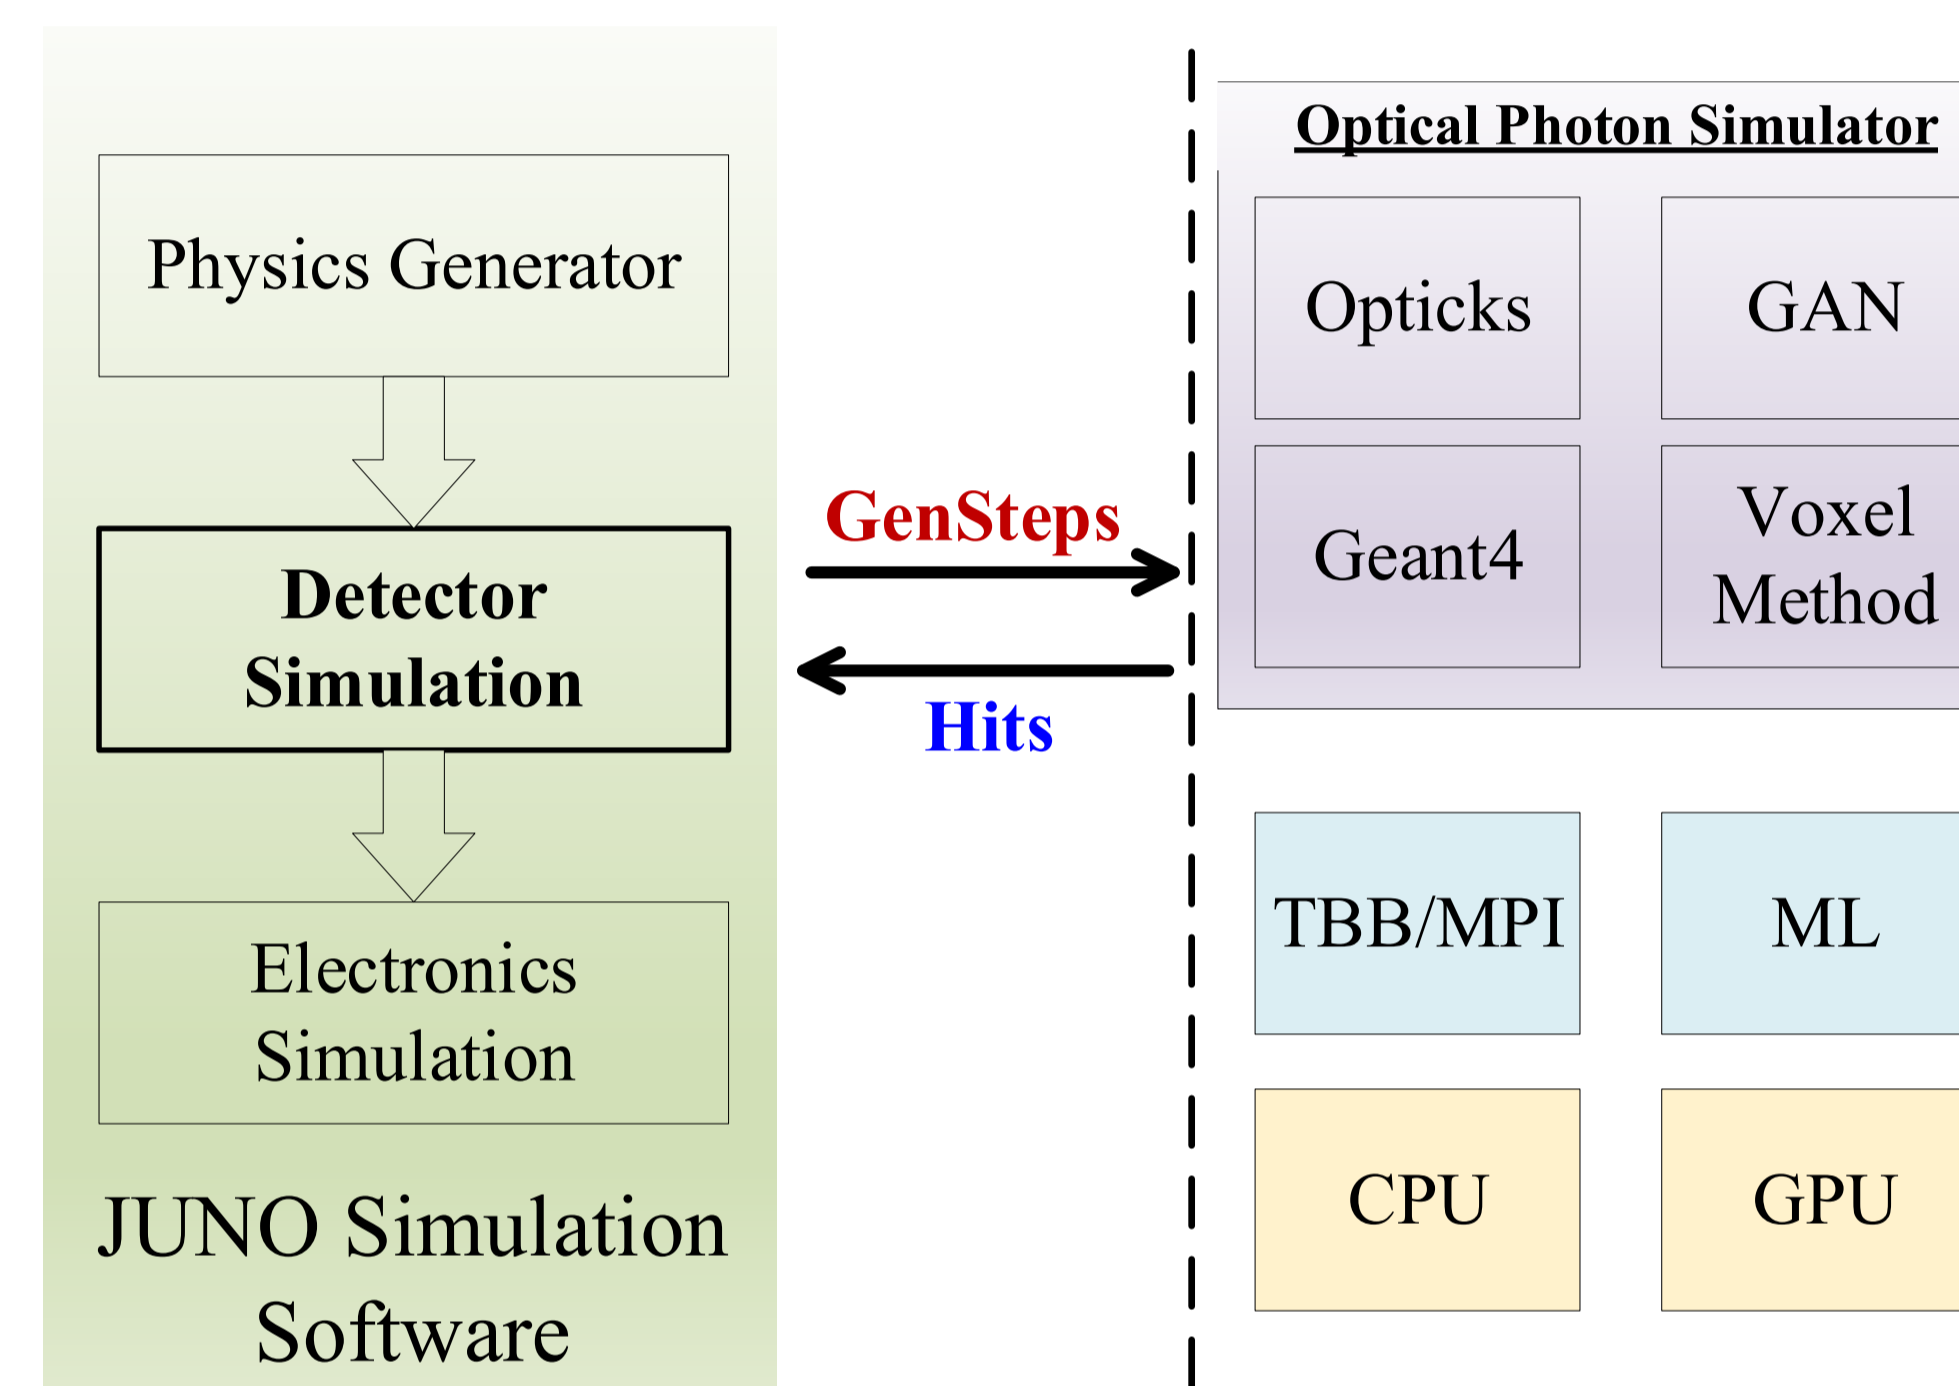 Physics Generator
Detector
Simulation
Electronics
Simulation
JUNO Simulation
Software
GenSteps
Hits
Optical Photon Simulator
Opticks
GAN
Geant4
Voxel
Method
TBB/MPI
ML
CPU
GPU